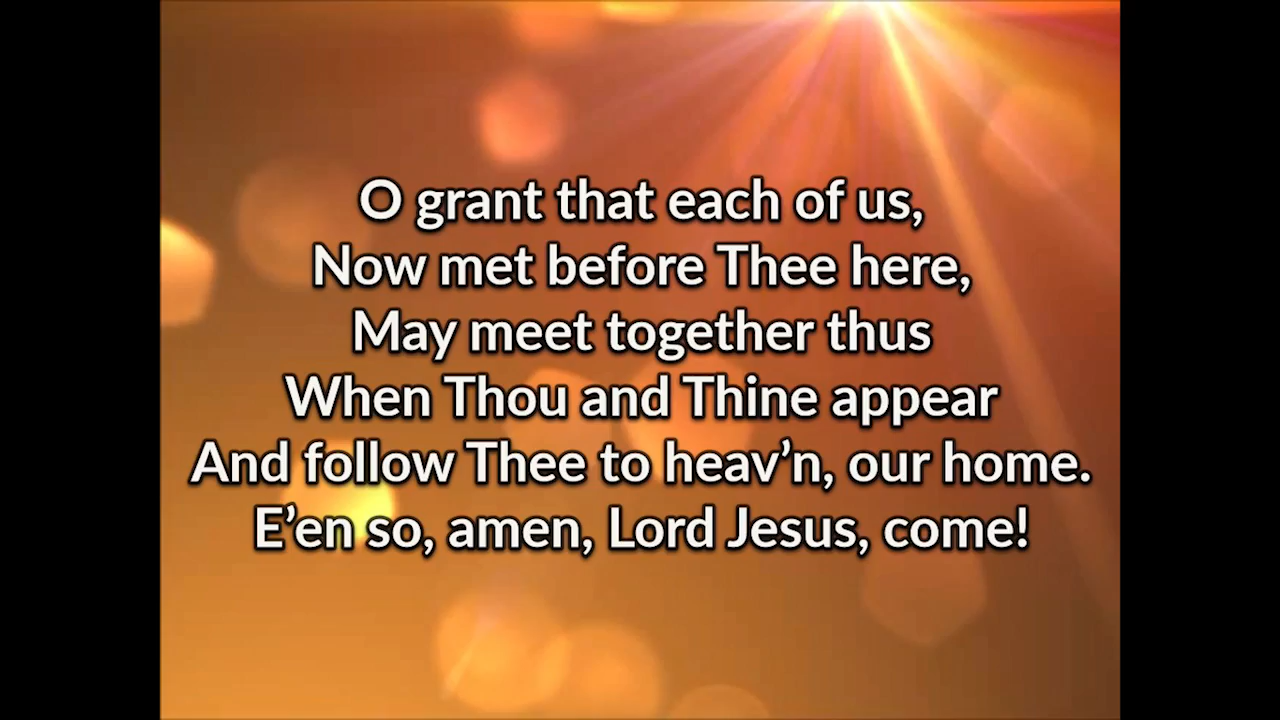 O grant that each of us,
Now met before Thee here,
May meet together thus
When Thou and Thine appear
And follow Thee to heav’n, our home.
E’en so, amen, Lord Jesus, come!